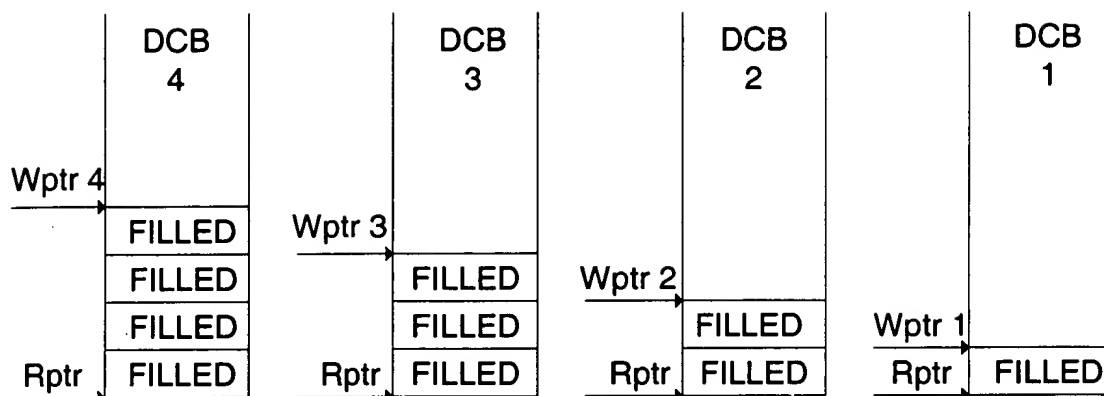 DCB DCB DCB DCB
4 3 2 1
Wptr 4
FILLED Wptr 3
FILLED FILLED Wptr 2
FILLED FILLED FILLED Wptr 1
Rptr FILLED Rptr FILLED Rptr FILLED Rptr FILLED